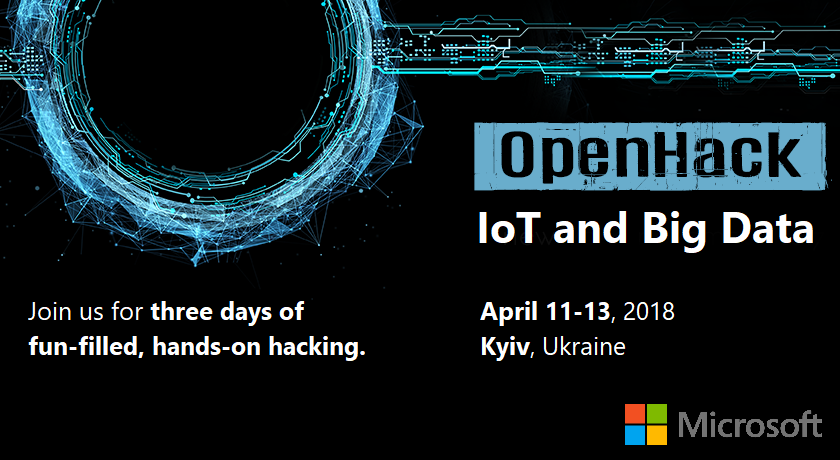 OpenHack
IoT and Big Data
Join us for three days of
fun-filled, hands-on hacking.
April 11-13, 2018
Kyiv, Ukraine
Microsoft